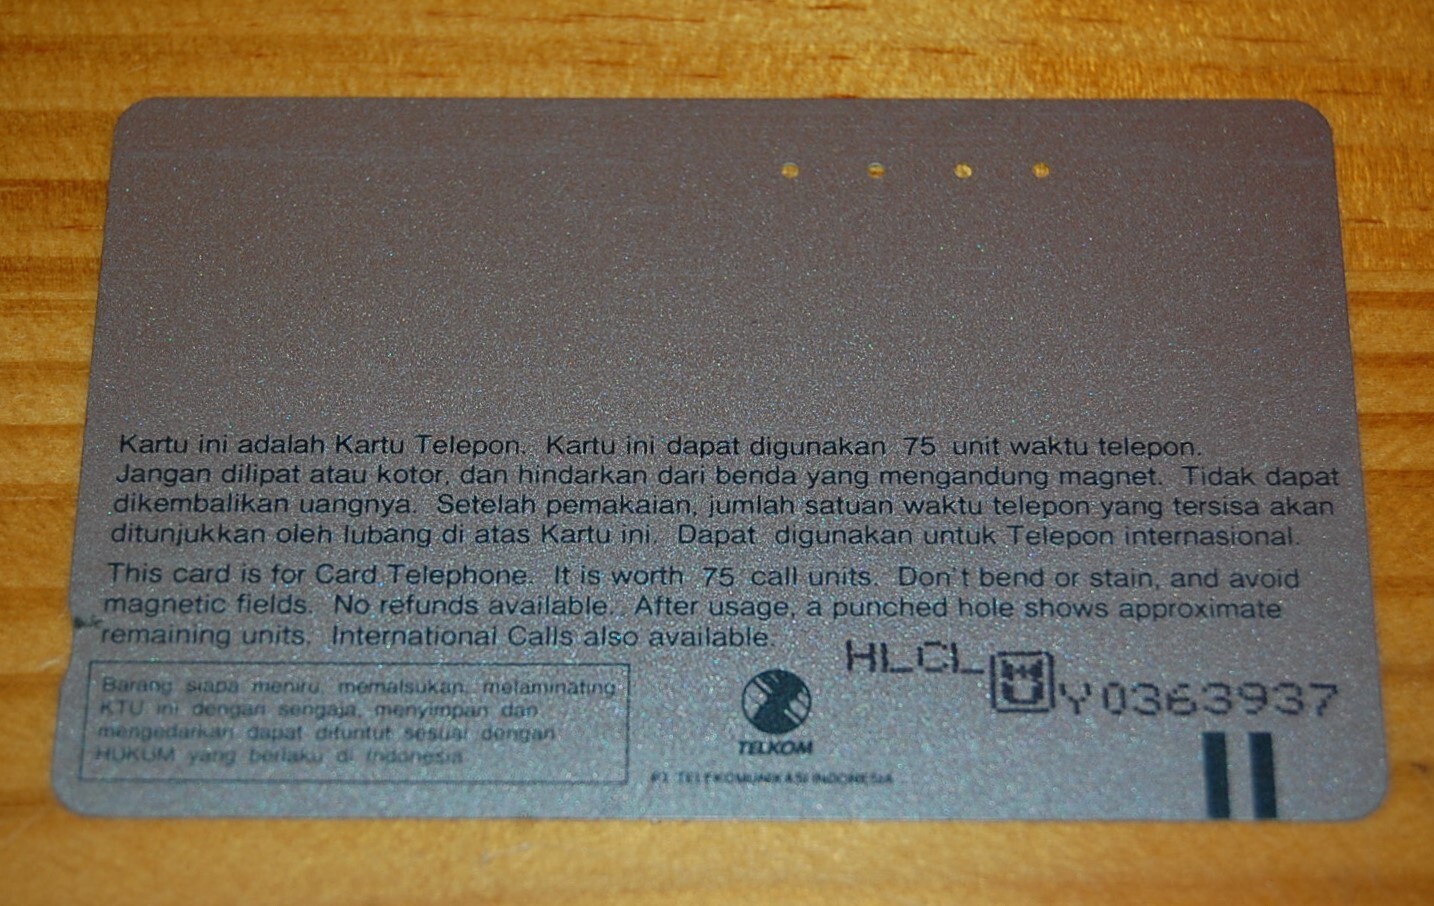 Kartu ini adalah Kartu Telepon. Kartu ini dapat digunakan 75 unit waktu telepon.
Jangan dilipat atau kotor, dan hindarkan dari benda yang mengandung magnet. Tidak dapat
dikembalikan uangnya. Setelah pemakaian, jumlah satuan waktu telepon yang tersisa akan
ditunjukkan oleh lubang di atas Kartu ini. Dapat digunakan untuk Telepon internasional.
This card is for Card Telephone. It is worth 75 call units. Don't bend or stain, and avoid
magnetic fields. No refunds available. After usage, a punched hole shows approximate
remaining units. International Calls also available.
HLCL
Y0363937
Barang siapa meniru, memalsukan, melaminating
KTU ini dengan sengaja, menyimpan dan
mengedarkan dapat dituntut sesuai dengan
HUKUM yang berlaku di Indonesia
TELKOM
PT TELEKOMUNIKASI INDONESIA